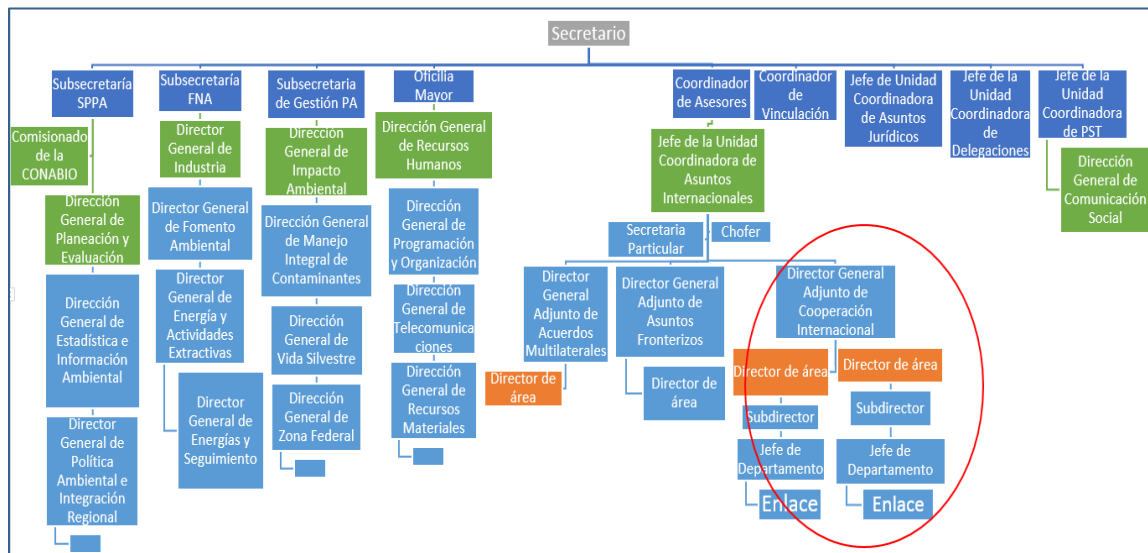 Secretario
Subsecretaría
SPPA
Comisionado
de la
CONABIO
Dirección
General de
Planeación y
Evaluación
Dirección
General de
Estadística e
Información
Ambiental
Director
General de
Política
Ambiental e
Integración
Regional
Subsecretaría
FNA
Director
General de
Industria
Director General
de Fomento
Ambiental
Director
General de
Energía y
Actividades
Extractivas
Director
General de
Energías y
Seguimiento
Subsecretaria
de Gestión PA
Dirección
General de
Impacto
Ambiental
Dirección General
de Manejo
Integral de
Contaminantes
Dirección
General de
Vida Silvestre
Dirección
General de
Zona Federal
Oficilia
Mayor
Dirección General
de Recursos
Humanos
Dirección
General de
Programación
y Organización
Dirección
General de
Telecomunica
ciones
Dirección
General de
Recursos
Materiales
Coordinador
de Asesores
Jefe de la Unidad
Coordinadora de
Asuntos
Internacionales
Secretaria
Particular
Chofer
Director
General
Adjunto de
Acuerdos
Multilaterales
Director de
área
Director General
Adjunto de
Asuntos
Fronterizos
Director de
área
Director General
Adjunto de
Cooperación
Internacional
Director de área
Subdirector
Jefe de
Departamento
Enlace
Director de área
Subdirector
Jefe de
Departamento
Enlace
Coordinador
de
Vinculación
Jefe de Unidad
Coordinadora
de Asuntos
Jurídicos
Jefe de la
Unidad
Coordinadora
de
Delegaciones
Jefe de la
Unidad
Coordinadora
de PST
Dirección
General de
Comunicación
Social